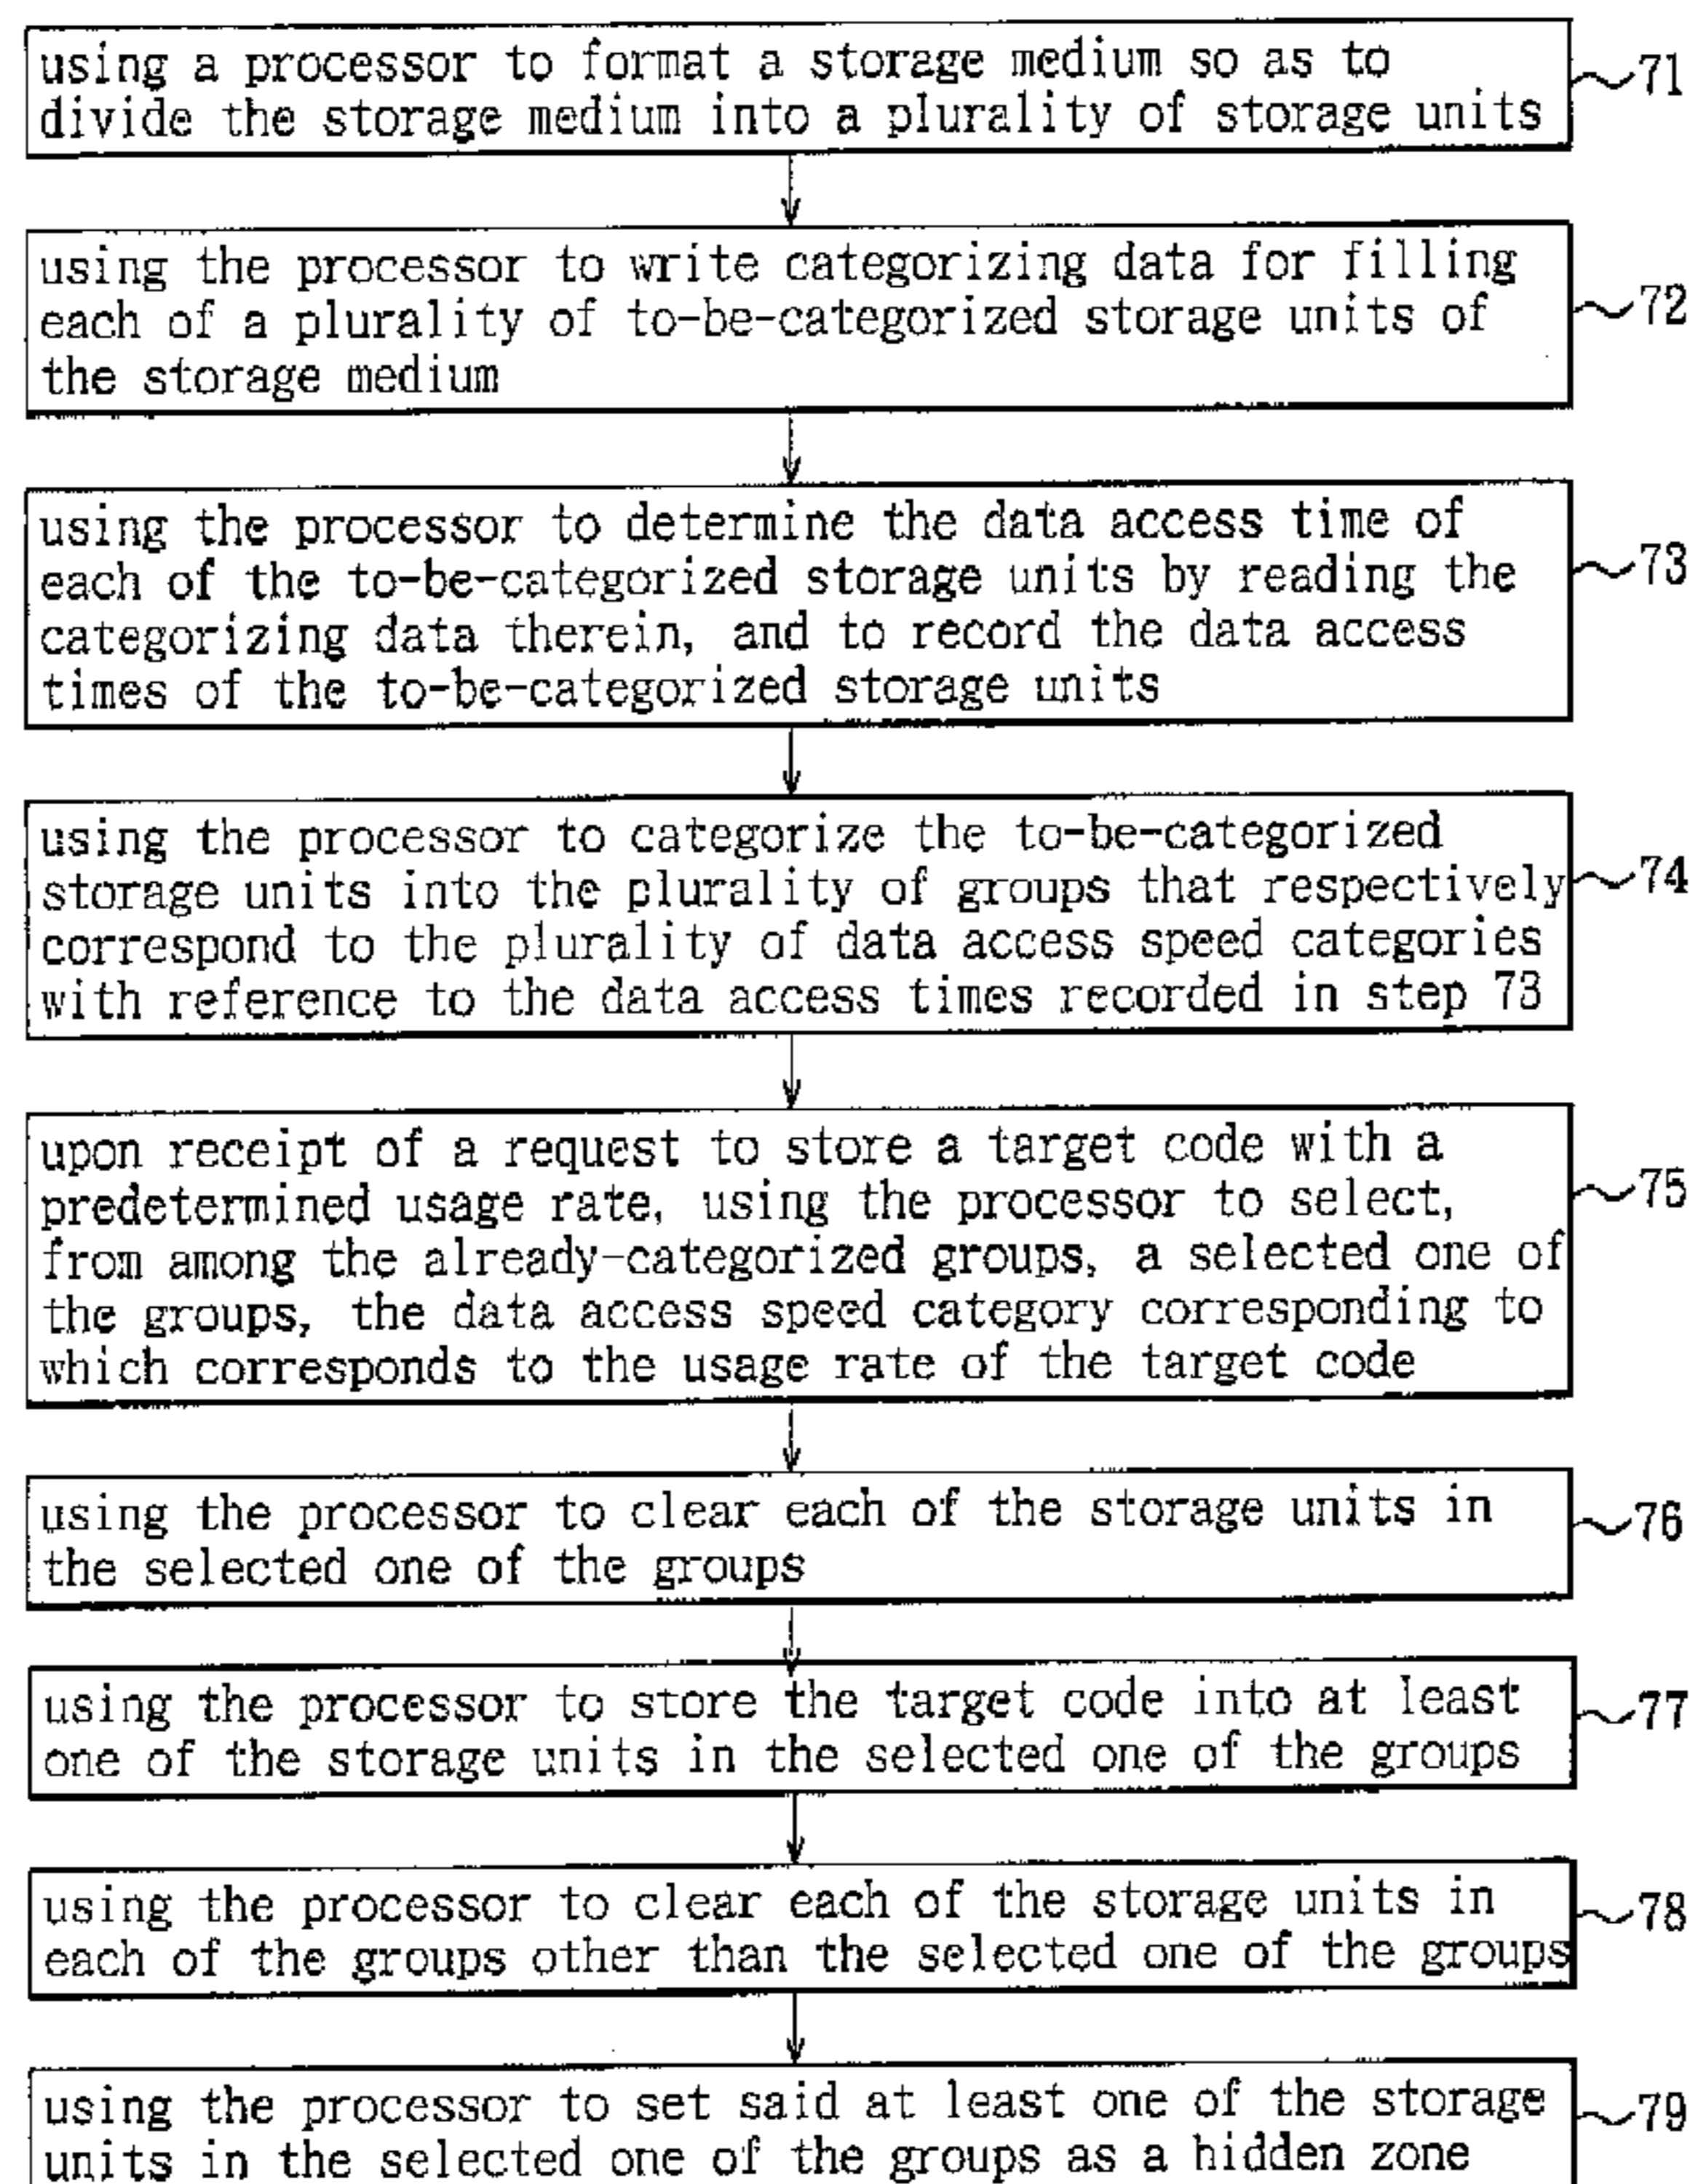 using a processor to format a storage medium so as to
divide the storage medium into a plurality of storage units
71
using the processor to write categorizing data for filling
each of a plurality of to-be-categorized storage units of
the storage medium
72
using the processor to determine the data access time of
each of the to-be-categorized storage units by reading the
categorizing data therein, and to record the data access
times of the to-be-categorized storage units
73
using the processor to categorize the to-be-categorized
storage units into the plurality of groups that respectively
correspond to the plurality of data access speed categories
with reference to the data access times recorded in step 73
74
upon receipt of a request to store a target code with a
predetermined usage rate, using the processor to select,
from among the already-categorized groups, a selected one of
the groups, the data access speed category corresponding to
which corresponds to the usage rate of the target code
75
using the processor to clear each of the storage units in
the selected one of the groups
76
using the processor to store the target code into at least
one of the storage units in the selected one of the groups
77
using the processor to clear each of the storage units in
each of the groups other than the selected one of the groups
78
using the processor to set said at least one of the storage
units in the selected one of the groups as a hidden zone
79